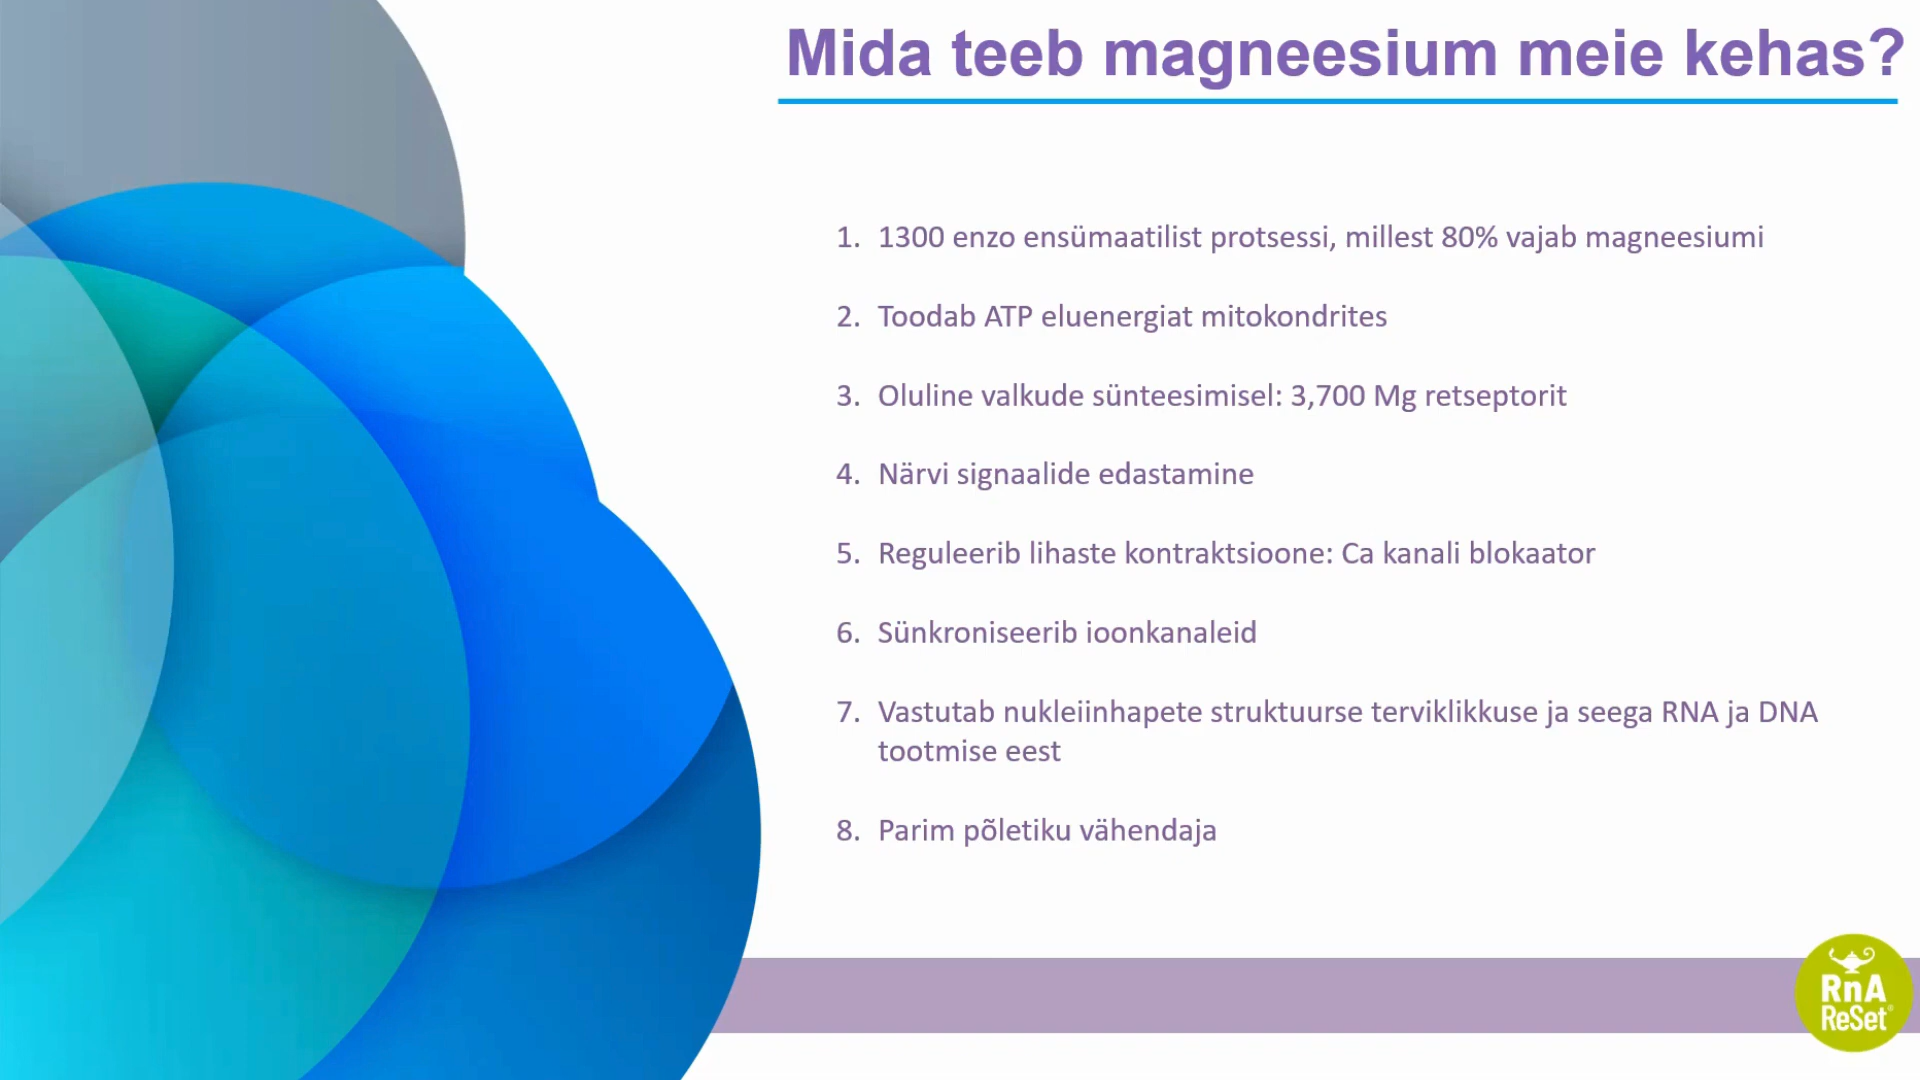 Mida teeb magneesium meie kehas?
1. 1300 enzo ensümaatilist protsessi, millest 80% vajab magneesiumi
2. Toodab ATP eluenergiat mitokondrites
3. Oluline valkude sünteesimisel: 3,700 Mg retseptorit
4. Närvi signaalide edastamine
5. Reguleerib lihaste kontraktsioone: Ca kanali blokaator
6. Sünkroniseerib ioonkanaleid
7. Vastutab nukleiinhapete struktuurse terviklikkuse ja seega RNA ja DNA
tootmise eest
8. Parim põletiku vähendaja
RnA
ReSet®